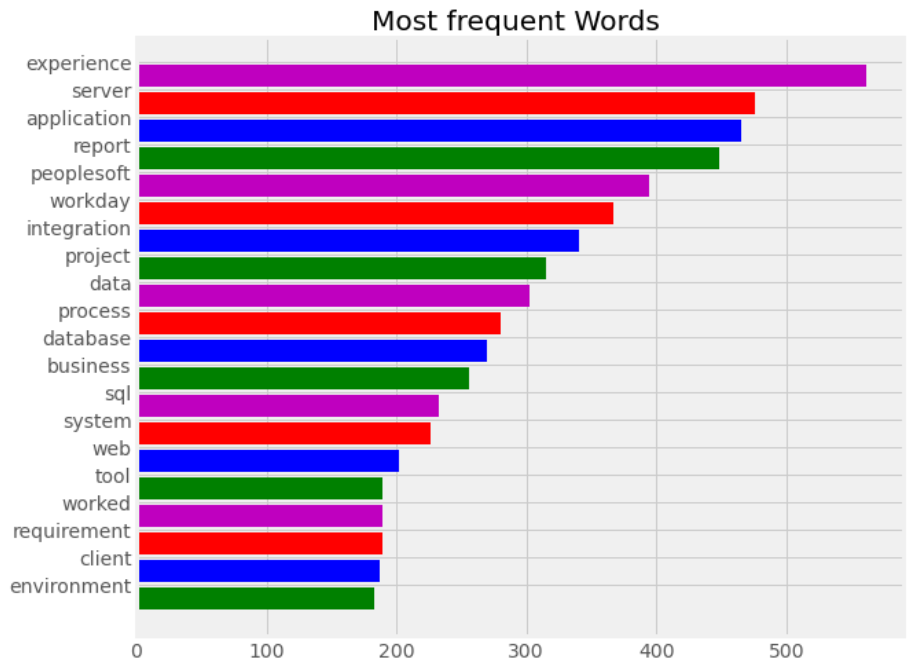 Most frequent Words
experience
server
application
report
peoplesoft
workday
integration
project
data
process
database
business
sql
system
web
tool
worked
requirement
client
environment
0 100 200 300 400 500